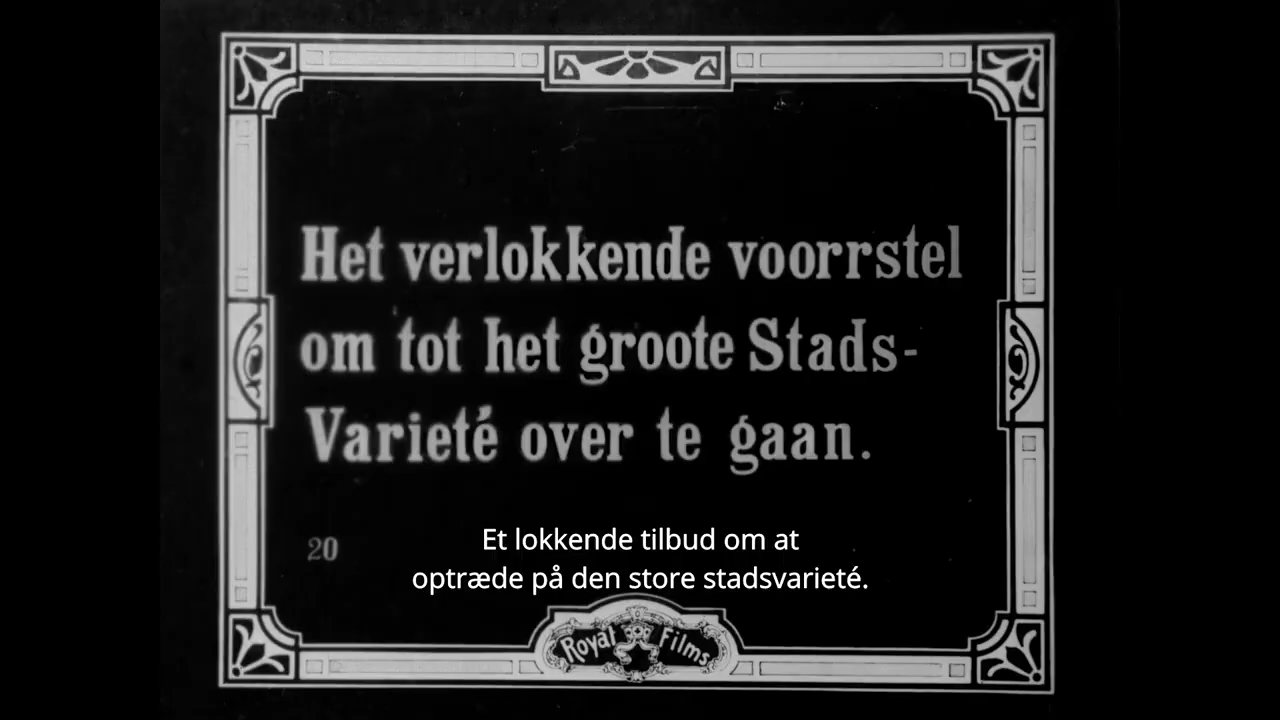 Het verlokkende voorrstel
om tot het groote Stads-
Varieté over te gaan.
20
Et lokkende tilbud om at
optræde på den store stadsvarieté.
Royal Films